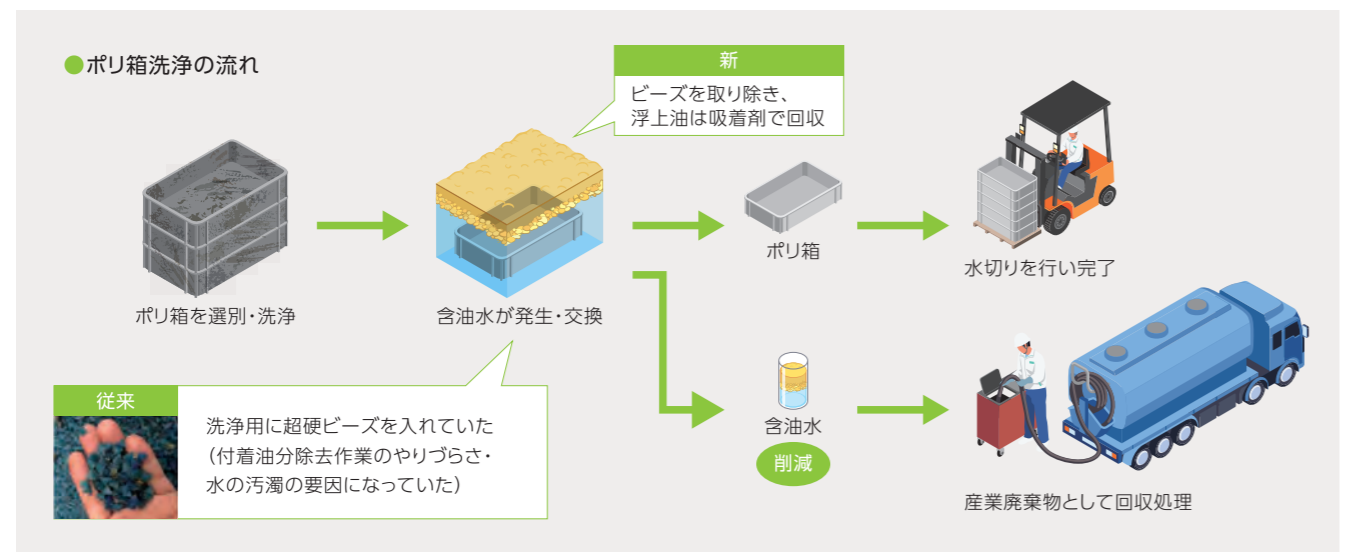 ●ポリ箱洗浄の流れ
新
ビーズを取り除き、
浮上油は吸着剤で回収
ポリ箱を選別・洗浄
含油水が発生・交換
ポリ箱
水切りを行い完了
従来
洗浄用に超硬ビーズを入れていた
（付着油分除去作業のやりづらさ・
水の汚濁の要因になっていた）
含油水
削減
産業廃棄物として回収処理